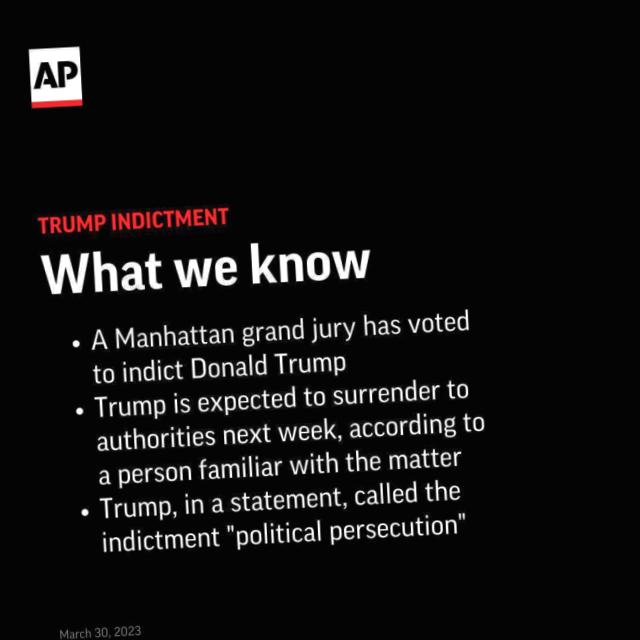 AP
TRUMP INDICTMENT
What we know
• A Manhattan grand jury has voted
to indict Donald Trump
• Trump is expected to surrender to
authorities next week, according to
a person familiar with the matter
• Trump, in a statement, called the
indictment "political persecution"
March 30, 2023